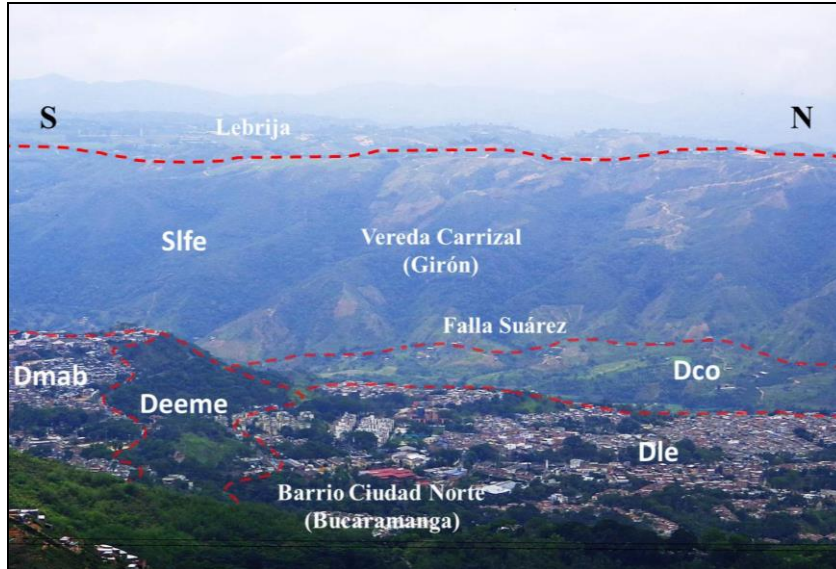 S
N
Lebrija
Slfe
Vereda Carrizal
(Girón)
Falla Suárez
Dmab
Dco
Deeme
Dle
Barrio Ciudad Norte
(Bucaramanga)